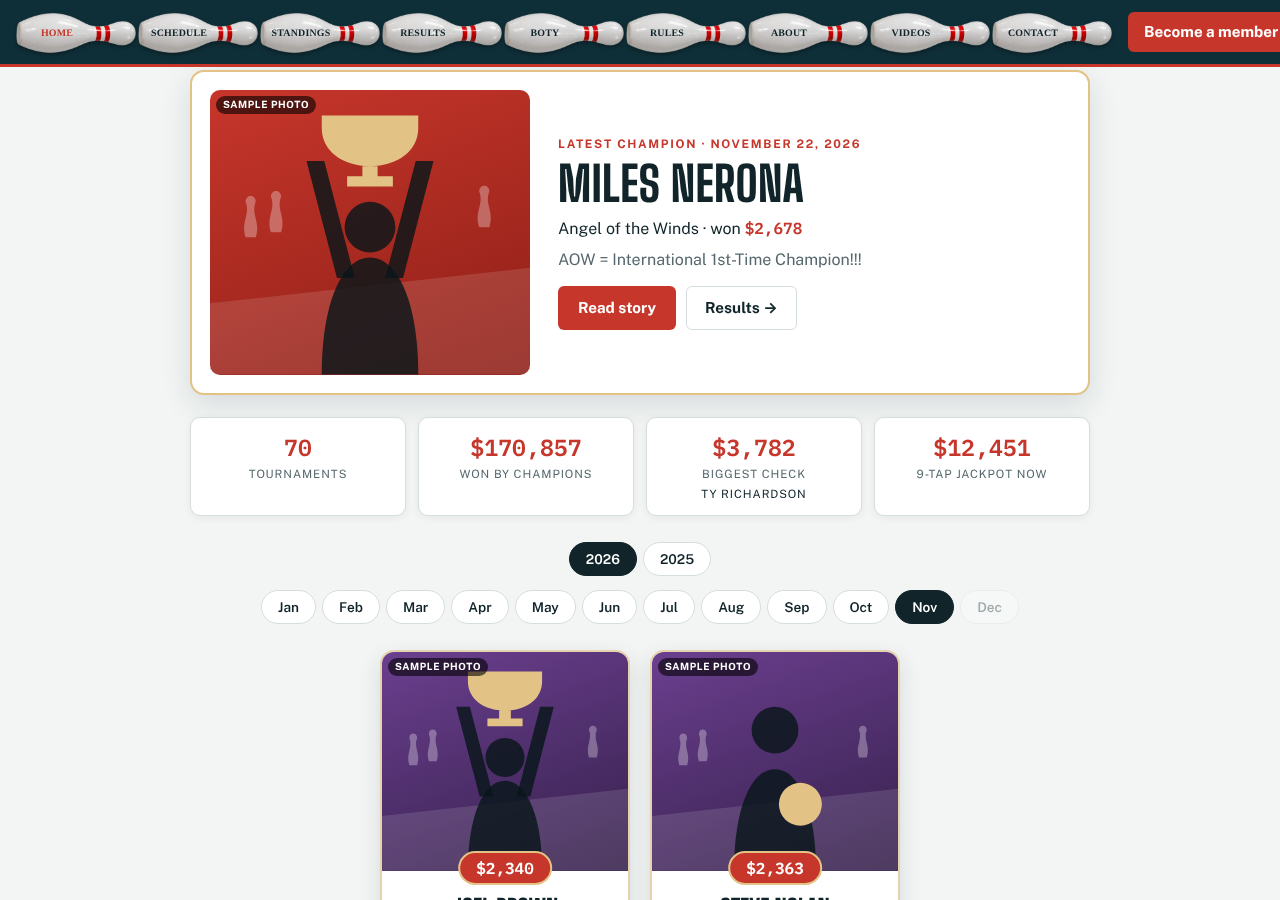 HOME SCHEDULE STANDINGS RESULTS BOTY RULES ABOUT VIDEOS CONTACT Become a member
SAMPLE PHOTO
LATEST CHAMPION · NOVEMBER 22, 2026
MILES NERONA
Angel of the Winds · won $2,678
AOW = International 1st-Time Champion!!!
Read story Results →
70 $170,857 $3,782 $12,451
TOURNAMENTS WON BY CHAMPIONS BIGGEST CHECK 9-TAP JACKPOT NOW
TY RICHARDSON
2026 2025
Jan Feb Mar Apr May Jun Jul Aug Sep Oct Nov Dec
SAMPLE PHOTO SAMPLE PHOTO
$2,340 $2,363